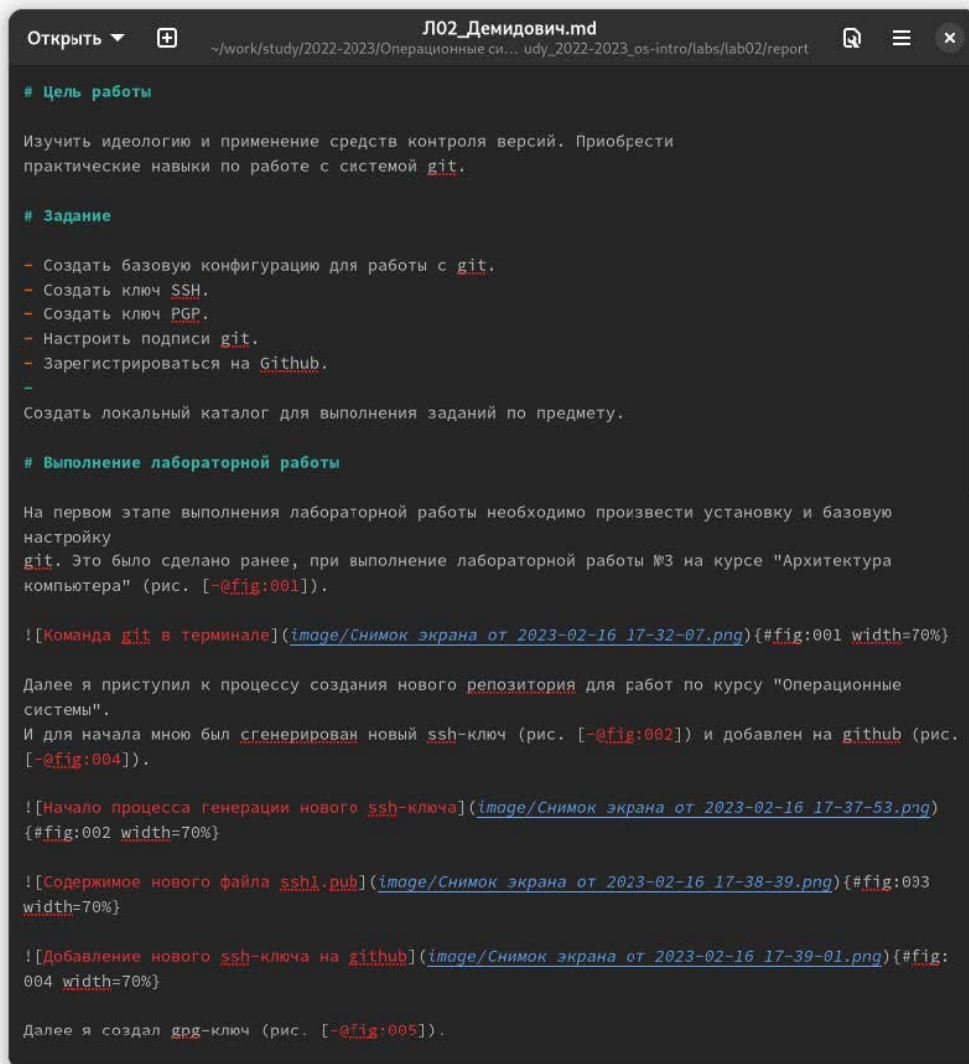 Открыть
Л02_Демидович.md
~/work/study/2022-2023/Операционные си... udy_2022-2023_os-intro/labs/lab02/report
# Цель работы
Изучить идеологию и применение средств контроля версий. Приобрести
практические навыки по работе с системой git.
# Задание
- Создать базовую конфигурацию для работы с git.
- Создать ключ SSH.
- Создать ключ PGP.
- Настроить подписи git.
- Зарегистрироваться на Github.
-
Создать локальный каталог для выполнения заданий по предмету.
# Выполнение лабораторной работы
На первом этапе выполнения лабораторной работы необходимо произвести установку и базовую
настройку
git. Это было сделано ранее, при выполнение лабораторной работы №3 на курсе "Архитектура
компьютера" (рис. [-@fig:001]).
![Команда git в терминале](image/Снимок экрана от 2023-02-16 17-32-07.png){#fig:001 width=70%}
Далее я приступил к процессу создания нового репозитория для работ по курсу "Операционные
системы".
И для начала мною был сгенерирован новый ssh-ключ (рис. [-@fig:002]) и добавлен на github (рис.
[-@fig:004]).
![Начало процесса генерации нового ssh-ключа](image/Снимок экрана от 2023-02-16 17-37-53.png)
{#fig:002 width=70%}
![Содержимое нового файла ssh1.pub](image/Снимок экрана от 2023-02-16 17-38-39.png){#fig:003
width=70%}
![Добавление нового ssh-ключа на github](image/Снимок экрана от 2023-02-16 17-39-01.png){#fig:
004 width=70%}
Далее я создал gpg-ключ (рис. [-@fig:005]).